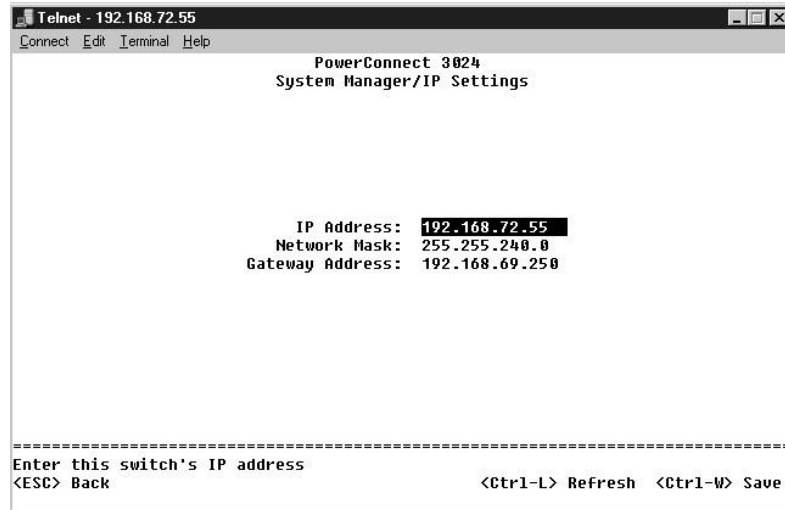 Telnet - 192.168.72.55
Connect Edit Terminal Help
PowerConnect 3024
System Manager/IP Settings
IP Address: 192.168.72.55
Network Mask: 255.255.240.0
Gateway Address: 192.168.69.250
================================================================================
Enter this switch's IP address
<ESC> Back <Ctrl-L> Refresh <Ctrl-W> Save